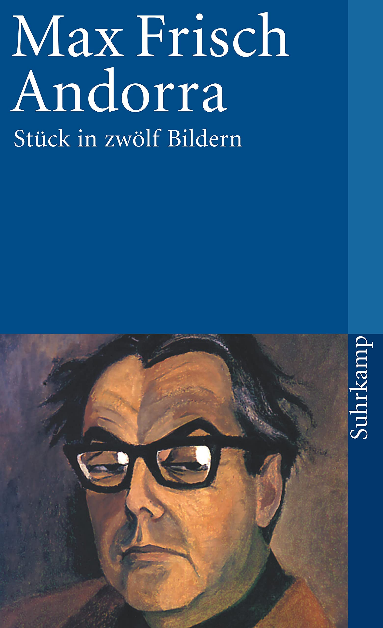 Max Frisch
Andorra
Stück in zwölf Bildern
Suhrkamp